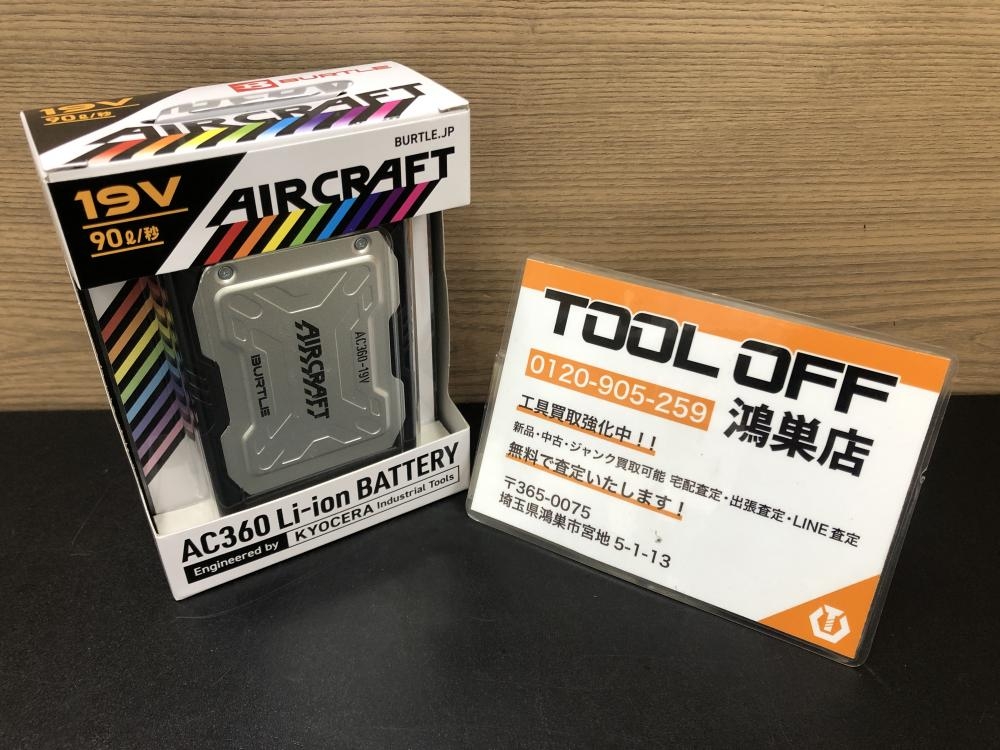 BURTLE
19V
90ℓ/秒
AIRCRAFT
BURTLE.JP
19V
90ℓ/秒
AIRCRAFT
AIRCRAFT
BURTLE
AC360-19V
AC360 Li-ion BATTERY
Engineered by KYOCERA Industrial Tools
TOOL OFF
0120-905-259
鴻巣店
工具買取強化中！！
新品・中古・ジャンク買取可能 宅配査定・出張査定・LINE査定
無料で査定いたします！
〒365-0075
埼玉県鴻巣市宮地 5-1-13